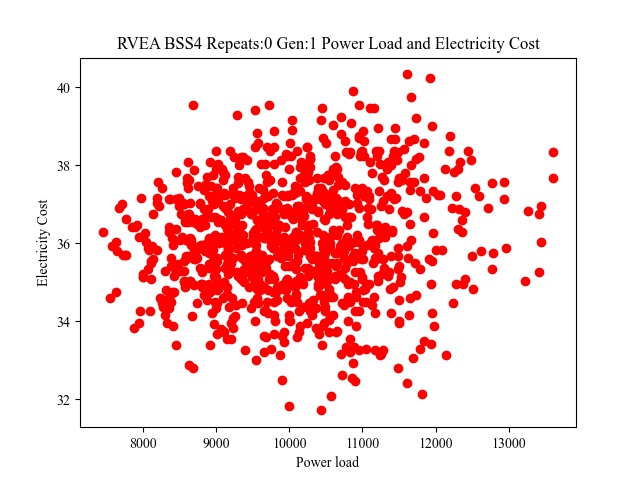 RVEA BSS4 Repeats:0 Gen:1 Power Load and Electricity Cost
Electricity Cost
40
38
36
34
32
8000 9000 10000 11000 12000 13000
Power load